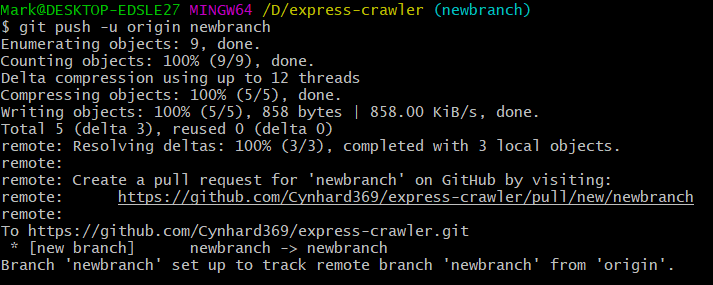 Mark@DESKTOP-EDSLE27 MINGW64 /D/express-crawler (newbranch)
$ git push -u origin newbranch
Enumerating objects: 9, done.
Counting objects: 100% (9/9), done.
Delta compression using up to 12 threads
Compressing objects: 100% (5/5), done.
Writing objects: 100% (5/5), 858 bytes | 858.00 KiB/s, done.
Total 5 (delta 3), reused 0 (delta 0)
remote: Resolving deltas: 100% (3/3), completed with 3 local objects.
remote:
remote: Create a pull request for 'newbranch' on GitHub by visiting:
remote:      https://github.com/Cynhard369/express-crawler/pull/new/newbranch
remote:
To https://github.com/Cynhard369/express-crawler.git
 * [new branch]      newbranch -> newbranch
Branch 'newbranch' set up to track remote branch 'newbranch' from 'origin'.